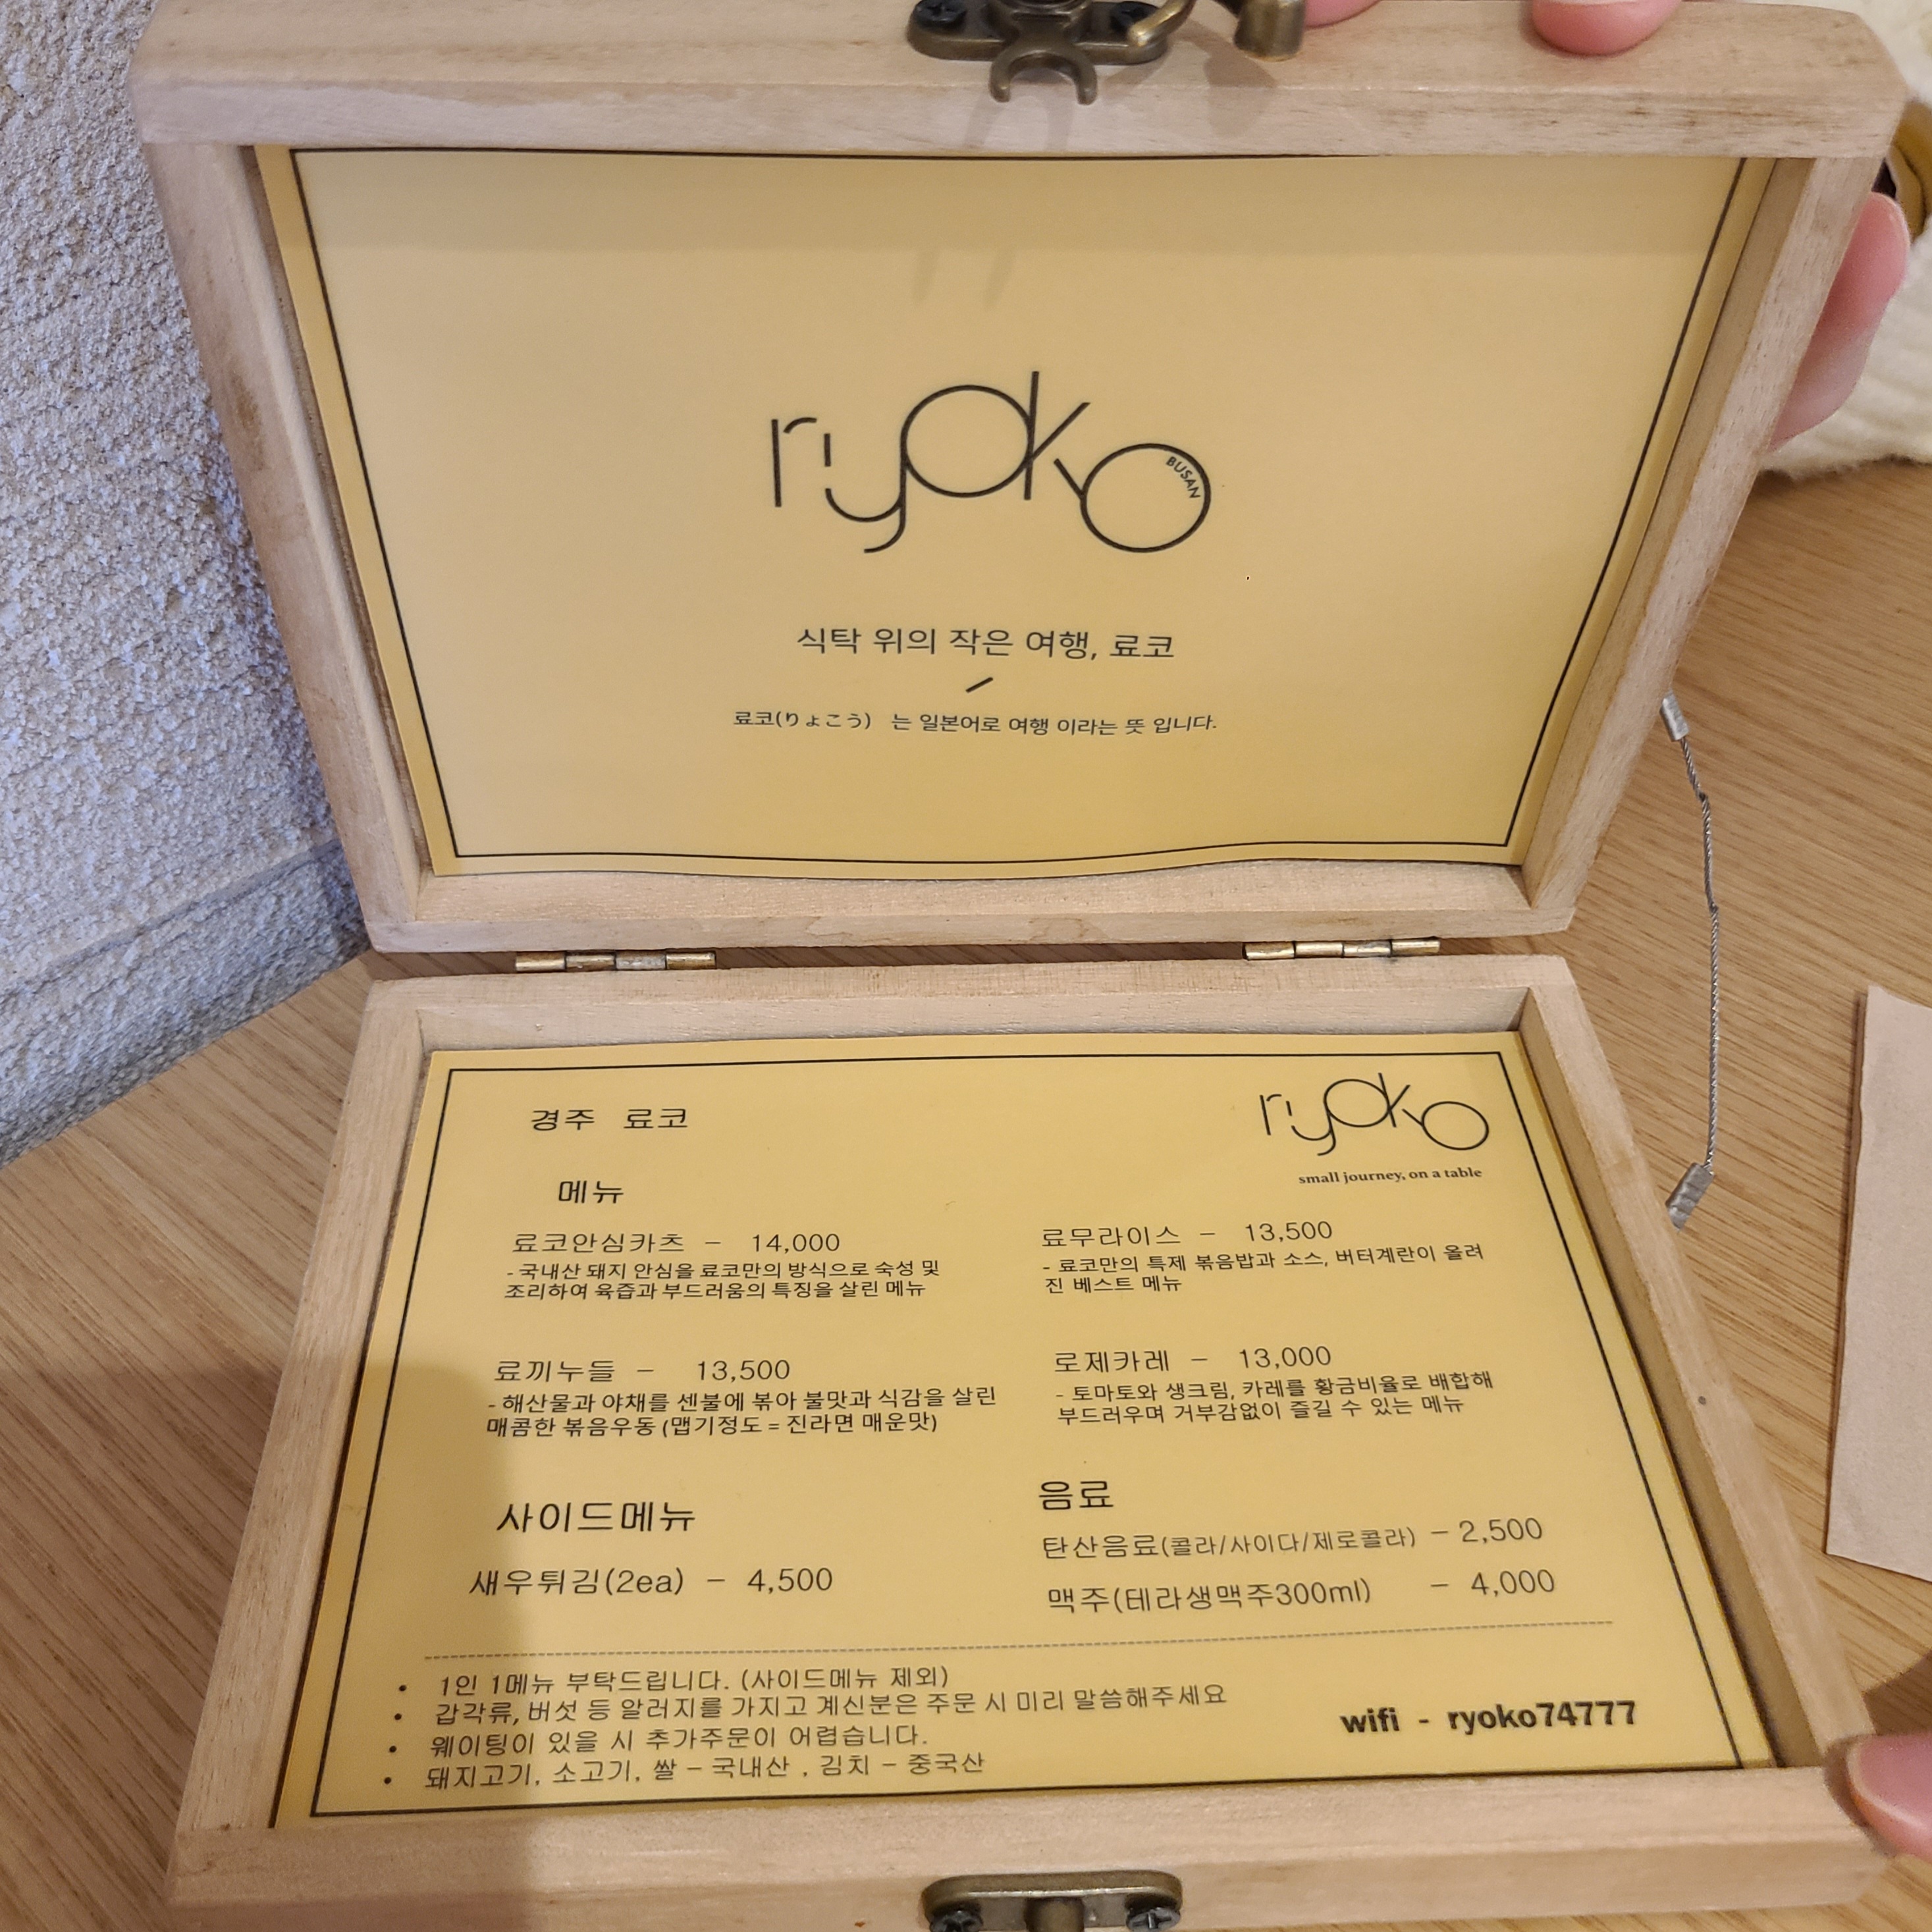 ryoko
BUSAN
식탁 위의 작은 여행, 료코
료코(りょこう) 는 일본어로 여행 이라는 뜻 입니다.
경주 료코
ryoko
small journey, on a table
메뉴
료코안심카츠 - 14,000
- 국내산 돼지 안심을 료코만의 방식으로 숙성 및
조리하여 육즙과 부드러움의 특징을 살린 메뉴
료무라이스 - 13,500
- 료코만의 특제 볶음밥과 소스, 버터계란이 올려
진 베스트 메뉴
료끼누들 - 13,500
- 해산물과 야채를 센불에 볶아 불맛과 식감을 살린
매콤한 볶음우동 (맵기정도 = 진라면 매운맛)
로제카레 - 13,000
- 토마토와 생크림, 카레를 황금비율로 배합해
부드러우며 거부감없이 즐길 수 있는 메뉴
사이드메뉴
새우튀김(2ea) - 4,500
음료
탄산음료(콜라/사이다/제로콜라) - 2,500
맥주(테라생맥주300ml) - 4,000
• 1인 1메뉴 부탁드립니다. (사이드메뉴 제외)
• 갑각류, 버섯 등 알러지를 가지고 계신분은 주문 시 미리 말씀해주세요
• 웨이팅이 있을 시 추가주문이 어렵습니다.
• 돼지고기, 소고기, 쌀 - 국내산 , 김치 - 중국산
wifi - ryoko74777